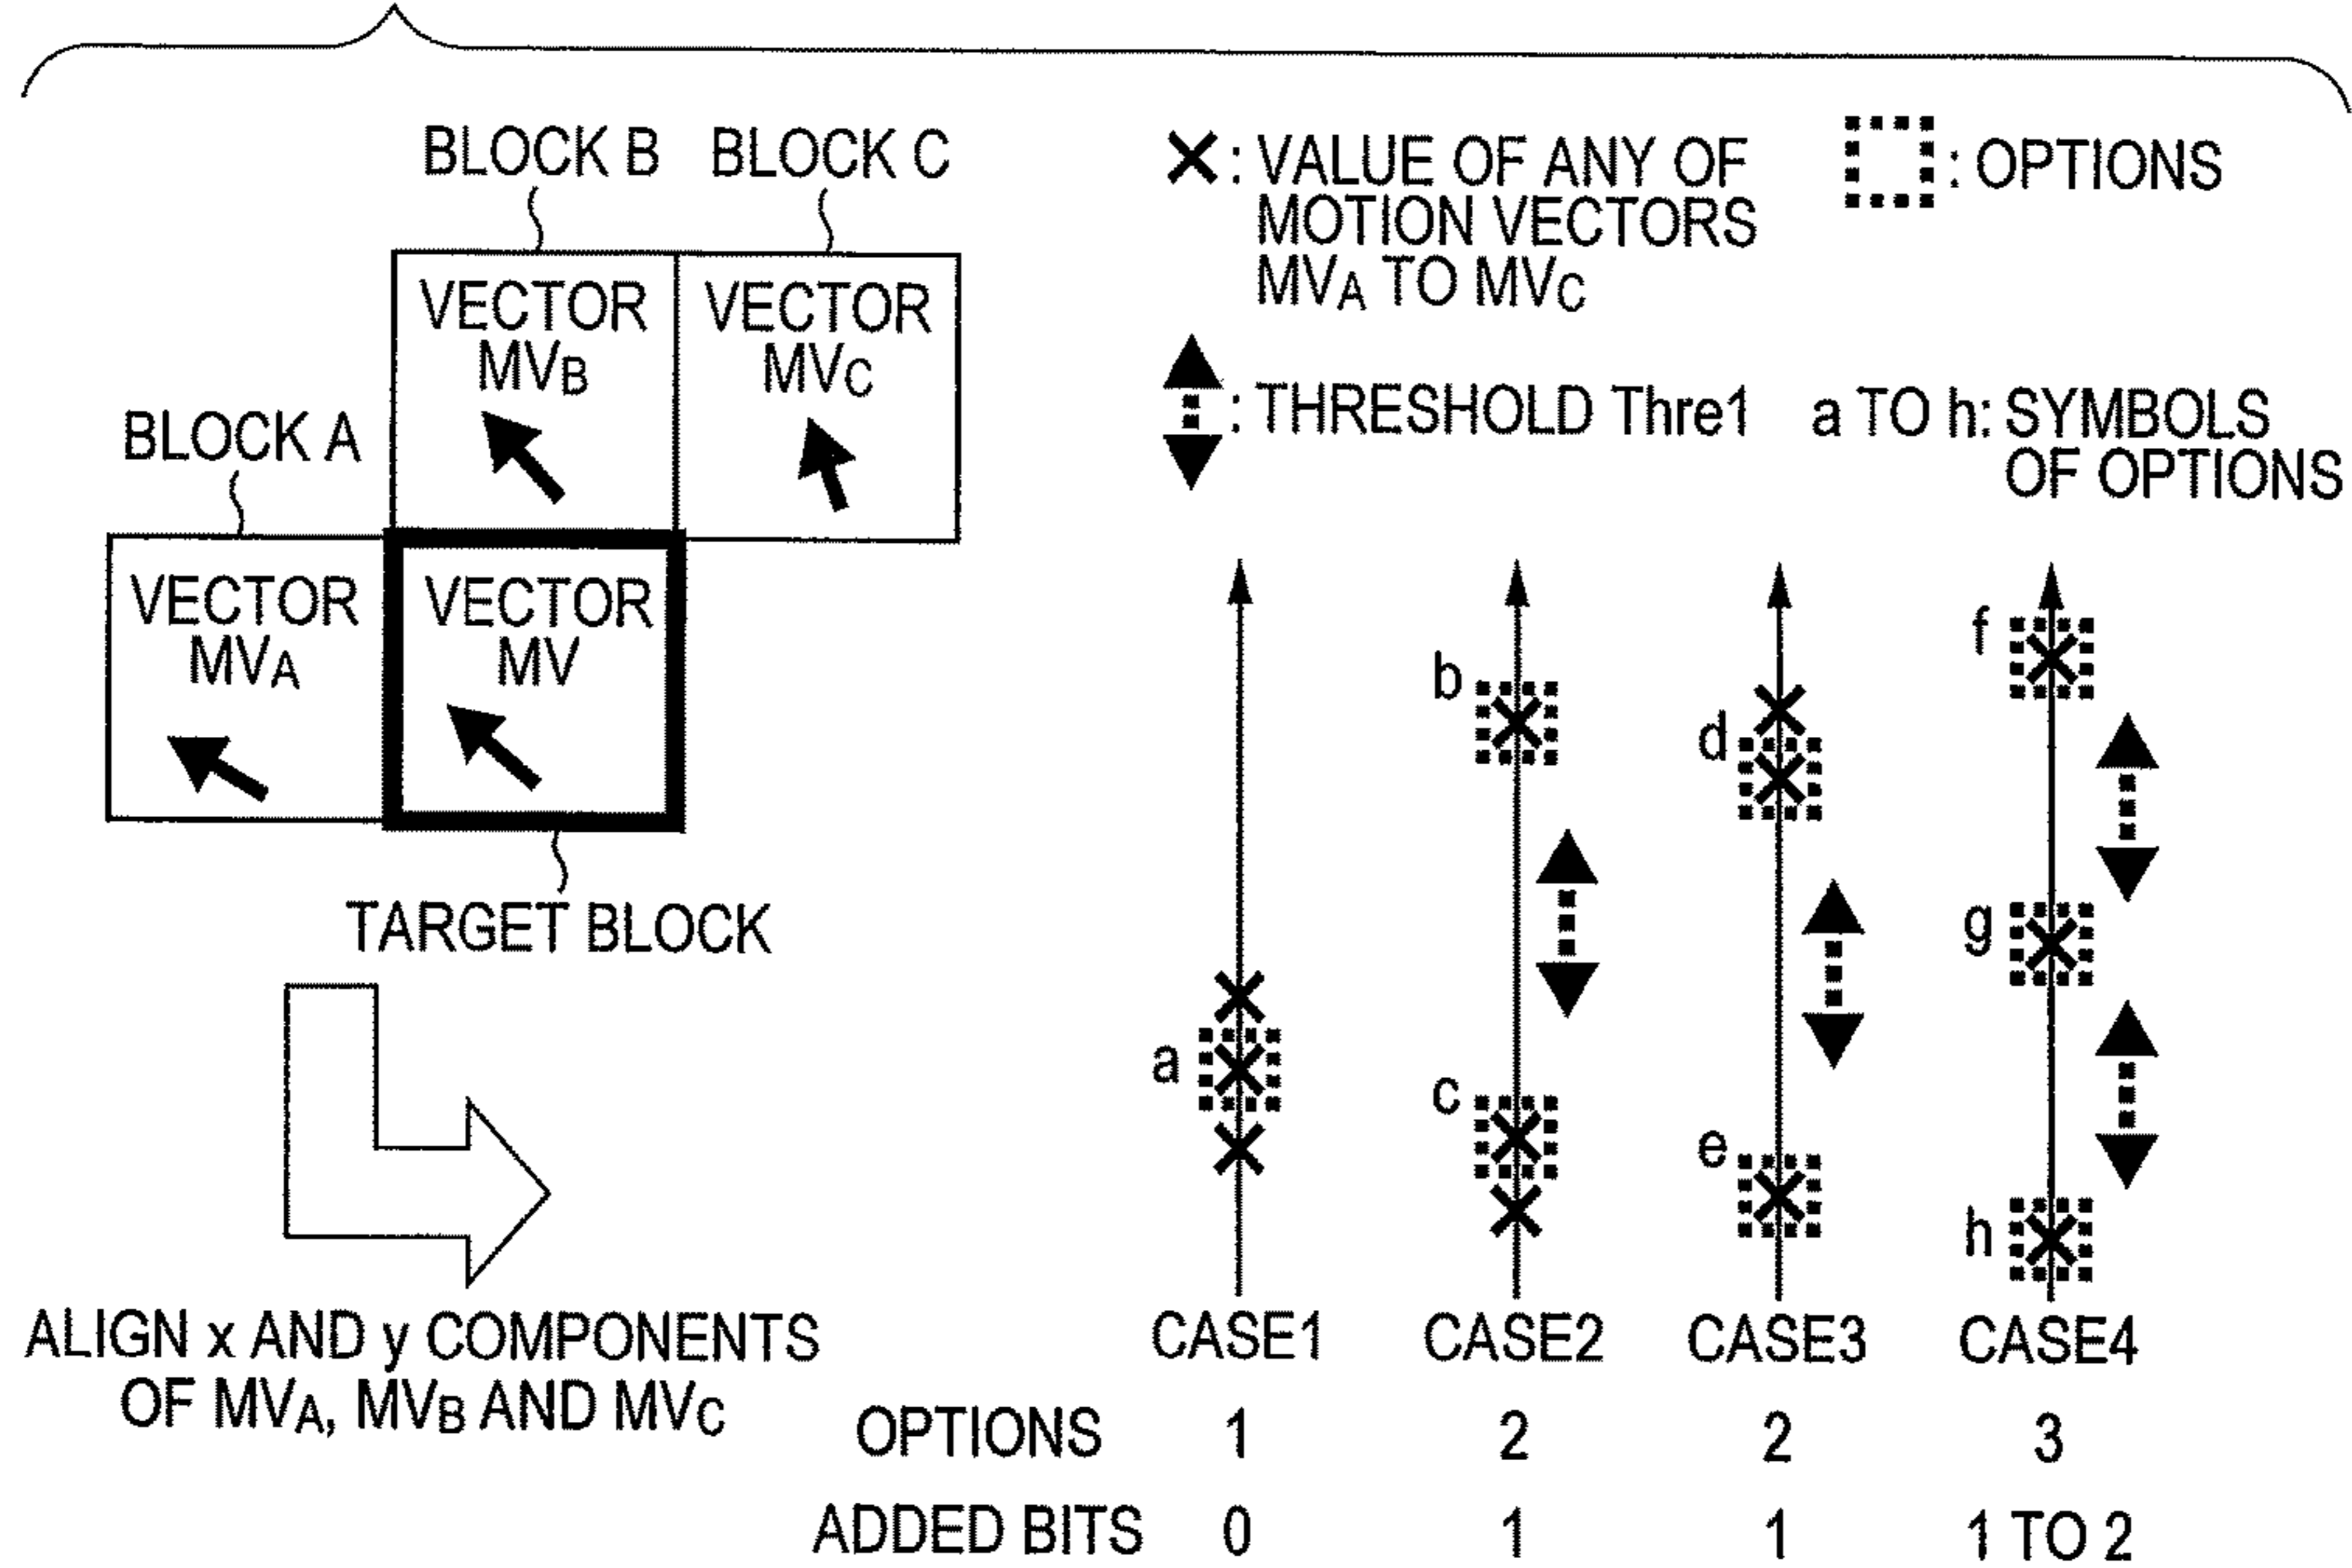 BLOCK B
BLOCK C
VECTOR
MVB
VECTOR
MVC
BLOCK A
VECTOR
MVA
VECTOR
MV
TARGET BLOCK
ALIGN x AND y COMPONENTS
OF MVA, MVB AND MVC
: VALUE OF ANY OF
MOTION VECTORS
MVA TO MVC
: OPTIONS
: THRESHOLD Thre1
a TO h: SYMBOLS
OF OPTIONS
a
b
c
d
e
f
g
h
CASE1 CASE2 CASE3 CASE4
OPTIONS 1 2 2 3
ADDED BITS 0 1 1 1 TO 2